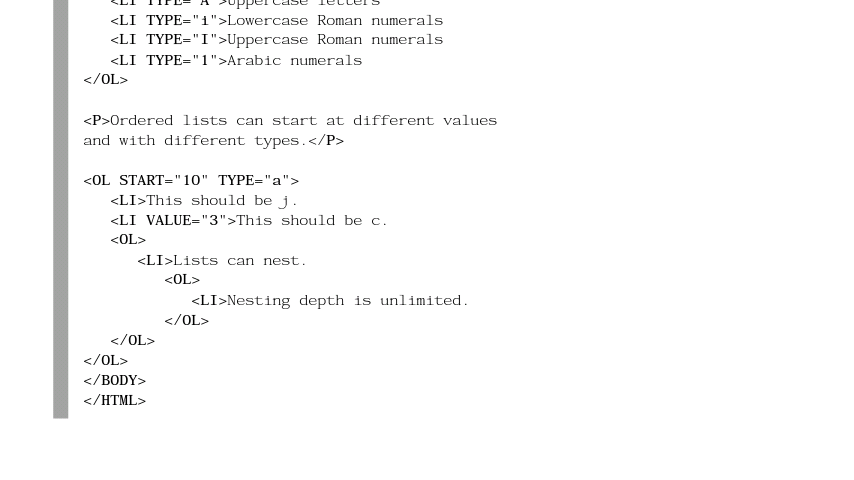 <LI TYPE="A">Uppercase letters
<LI TYPE="i">Lowercase Roman numerals
<LI TYPE="I">Uppercase Roman numerals
<LI TYPE="1">Arabic numerals
</OL>
<P>Ordered lists can start at different values
and with different types.</P>
<OL START="10" TYPE="a">
<LI>This should be j.
<LI VALUE="3">This should be c.
<OL>
<LI>Lists can nest.
<OL>
<LI>Nesting depth is unlimited.
</OL>
</OL>
</OL>
</BODY>
</HTML>